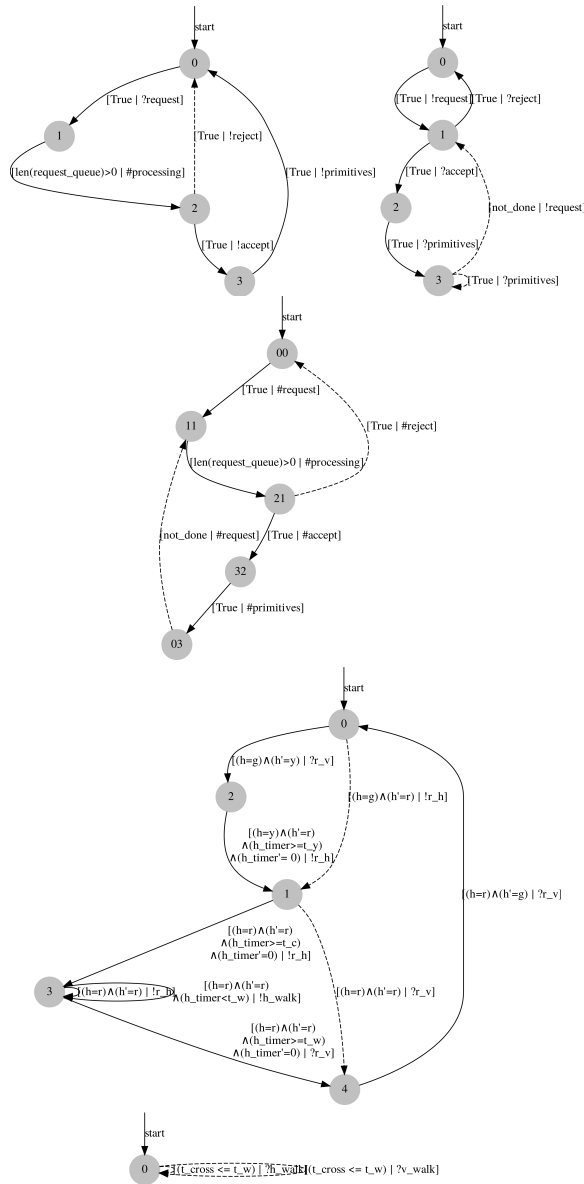 start
0
[True | ?request]
1
[True | !reject]
[len(request_queue)>0 | #processing]
[True | !primitives]
2
[True | !accept]
3
start
0
[True | !request]
[True | ?reject]
1
[True | ?accept]
2
[not_done | !request]
[True | ?primitives]
3
[True | ?primitives]
start
00
[True | #request]
11
[True | #reject]
[len(request_queue)>0 | #processing]
21
[not_done | #request]
[True | #accept]
32
[True | #primitives]
03
start
0
[(h=g)∧(h'=y) | ?r_v]
2
[(h=g)∧(h'=r) | !r_h]
[(h=y)∧(h'=r)
∧(h_timer>=t_y)
∧(h_timer'= 0) | !r_h]
1
[(h=r)∧(h'=g) | ?r_v]
[(h=r)∧(h'=r)
∧(h_timer>=t_c)
∧(h_timer'=0) | !r_h]
3
[(h=r)∧(h'=r) | !r_h]
[(h=r)∧(h'=r)
∧(h_timer<t_w) | !h_walk]
[(h=r)∧(h'=r) | ?r_v]
[(h=r)∧(h'=r)
∧(h_timer>=t_w)
∧(h_timer'=0) | ?r_v]
4
start
0
[(t_cross <= t_w) | ?h_walk]
[(t_cross <= t_w) | ?v_walk]